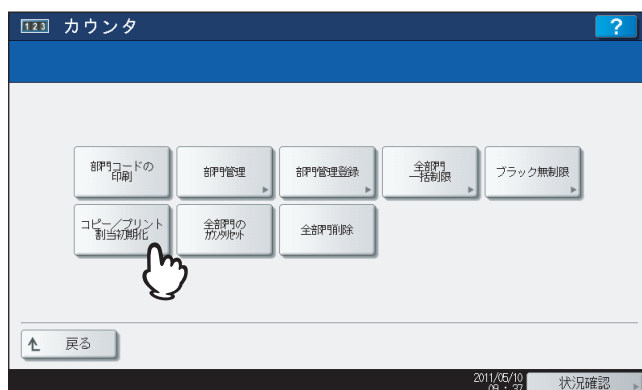 123 カウンタ
?
部門コードの
印刷
部門管理
部門管理登録
全部門
一括制限
ブラック無制限
コピー/プリント
割当初期化
全部門の
カウンタリセット
全部門削除
戻る
2011/05/10
09:37
状況確認